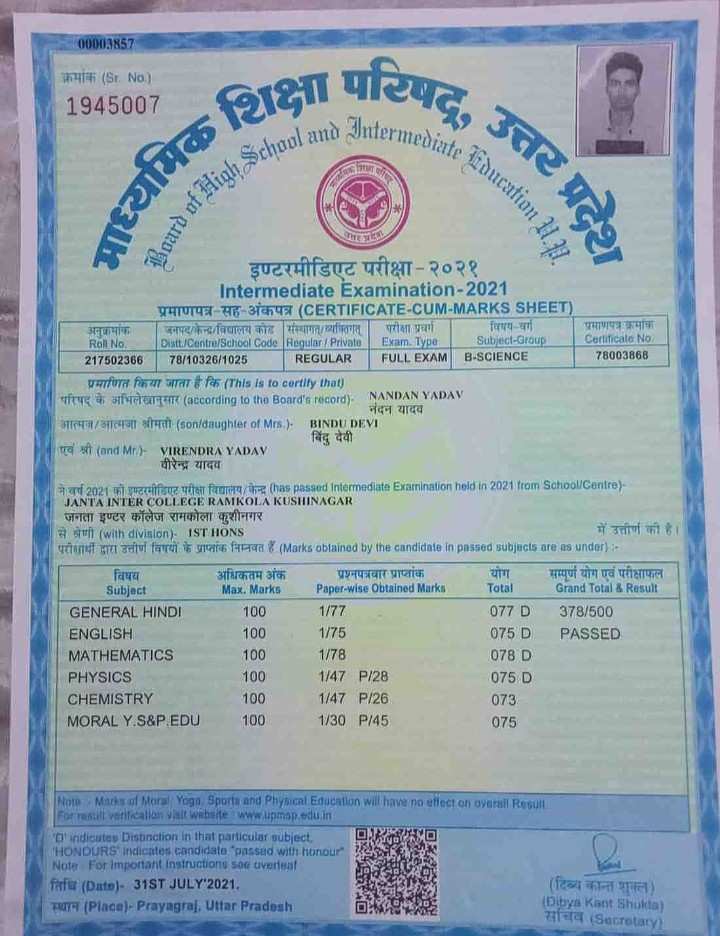 00003857
क्रमांक (Sr. No.)
1945007
माध्यमिक शिक्षा परिषद्, उत्तर प्रदेश
Board of High School and Intermediate Education U.P.
इण्टरमीडिएट परीक्षा - २०२१
Intermediate Examination-2021
प्रमाणपत्र-सह-अंकपत्र (CERTIFICATE-CUM-MARKS SHEET)
अनुक्रमांक जनपद/केन्द्र/विद्यालय कोड संस्थागत्/व्यक्तिगत् परीक्षा प्रवर्ग विषय-वर्ग प्रमाणपत्र क्रमांक
Roll No. Distt./Centre/School Code Regular / Private Exam. Type Subject-Group Certificate No.
217502366 78/10326/1025 REGULAR FULL EXAM B-SCIENCE 78003868
प्रमाणित किया जाता है कि (This is to certify that)
परिषद् के अभिलेखानुसार (according to the Board's record)- NANDAN YADAV
नंदन यादव
आत्मज/आत्मजा श्रीमती (son/daughter of Mrs.)- BINDU DEVI
बिंदु देवी
एवं श्री (and Mr.)- VIRENDRA YADAV
वीरेन्द्र यादव
ने वर्ष 2021 की इण्टरमीडिएट परीक्षा विद्यालय/केन्द्र (has passed Intermediate Examination held in 2021 from School/Centre)-
JANTA INTER COLLEGE RAMKOLA KUSHINAGAR
जनता इण्टर कॉलेज रामकोला कुशीनगर
से श्रेणी (with division)- 1ST HONS में उत्तीर्ण की है।
परीक्षार्थी द्वारा उत्तीर्ण विषयों के प्राप्तांक निम्नवत हैं (Marks obtained by the candidate in passed subjects are as under) :-
विषय अधिकतम अंक प्रश्नपत्रवार प्राप्तांक योग सम्पूर्ण योग एवं परीक्षाफल
Subject Max. Marks Paper-wise Obtained Marks Total Grand Total & Result
GENERAL HINDI 100 1/77 077 D 378/500
ENGLISH 100 1/75 075 D PASSED
MATHEMATICS 100 1/78 078 D
PHYSICS 100 1/47 P/28 075 D
CHEMISTRY 100 1/47 P/26 073
MORAL Y.S&P.EDU 100 1/30 P/45 075
Note :- Marks of Moral, Yoga, Sports and Physical Education will have no effect on overall Result
For result verification visit website : www.upmsp.edu.in
'D' indicates Distinction in that particular subject.
'HONOURS' indicates candidate "passed with honour"
Note : For important instructions see overleaf
तिथि (Date)- 31ST JULY'2021.
स्थान (Place)- Prayagraj, Uttar Pradesh
(दिव्य कान्त शुक्ल)
(Dibya Kant Shukla)
सचिव (Secretary)